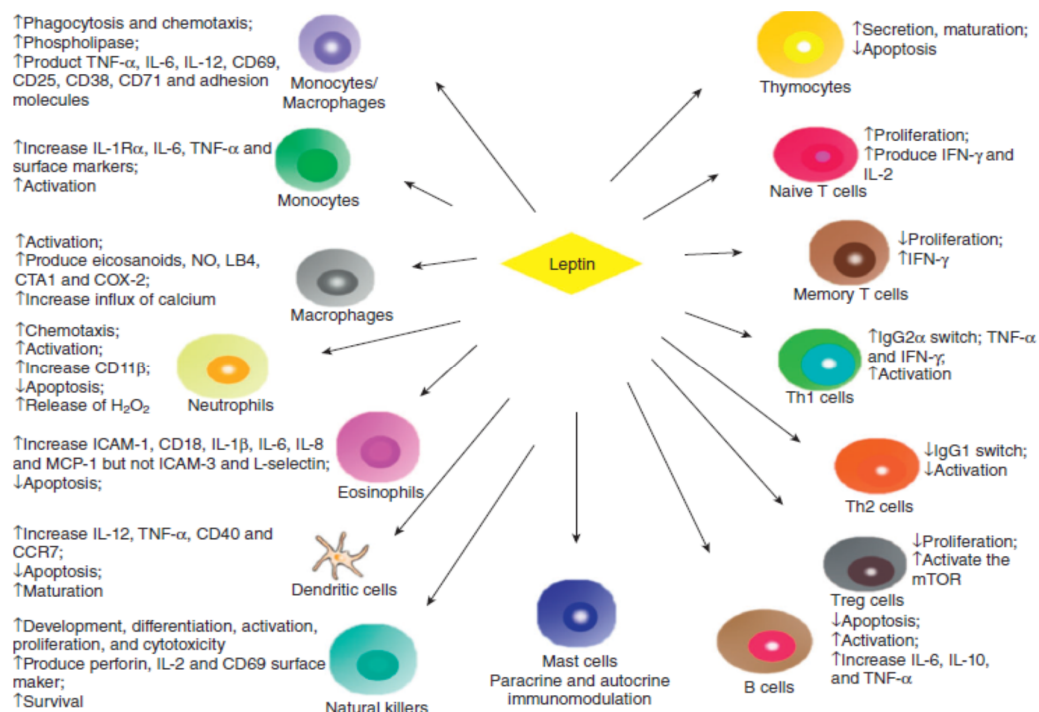 ↑Phagocytosis and chemotaxis;
↑Phospholipase;
↑Product TNF-α, IL-6, IL-12, CD69,
CD25, CD38, CD71 and adhesion
molecules
Monocytes/
Macrophages
↑Increase IL-1Rα, IL-6, TNF-α and
surface markers;
↑Activation
Monocytes
↑Activation;
↑Produce eicosanoids, NO, LB4,
CTA1 and COX-2;
↑Increase influx of calcium
Macrophages
↑Chemotaxis;
↑Activation;
↑Increase CD11β;
↓Apoptosis;
↑Release of H₂O₂
Neutrophils
↑Increase ICAM-1, CD18, IL-1β, IL-6, IL-8
and MCP-1 but not ICAM-3 and L-selectin;
↓Apoptosis;
Eosinophils
↑Increase IL-12, TNF-α, CD40 and
CCR7;
↓Apoptosis;
↑Maturation
Dendritic cells
↑Development, differentiation, activation,
proliferation, and cytotoxicity
↑Produce perforin, IL-2 and CD69 surface
maker;
↑Survival
Natural killers
Leptin
Mast cells
Paracrine and autocrine
immunomodulation
↑Secretion, maturation;
↓Apoptosis
Thymocytes
↑Proliferation;
↑Produce IFN-γ and
IL-2
Naive T cells
↓Proliferation;
↑IFN-γ
Memory T cells
↑IgG2α switch; TNF-α
and IFN-γ;
↑Activation
Th1 cells
↓IgG1 switch;
↓Activation
Th2 cells
↓Proliferation;
↑Activate the
mTOR
Treg cells
↓Apoptosis;
↑Activation;
↑Increase IL-6, IL-10,
and TNF-α
B cells